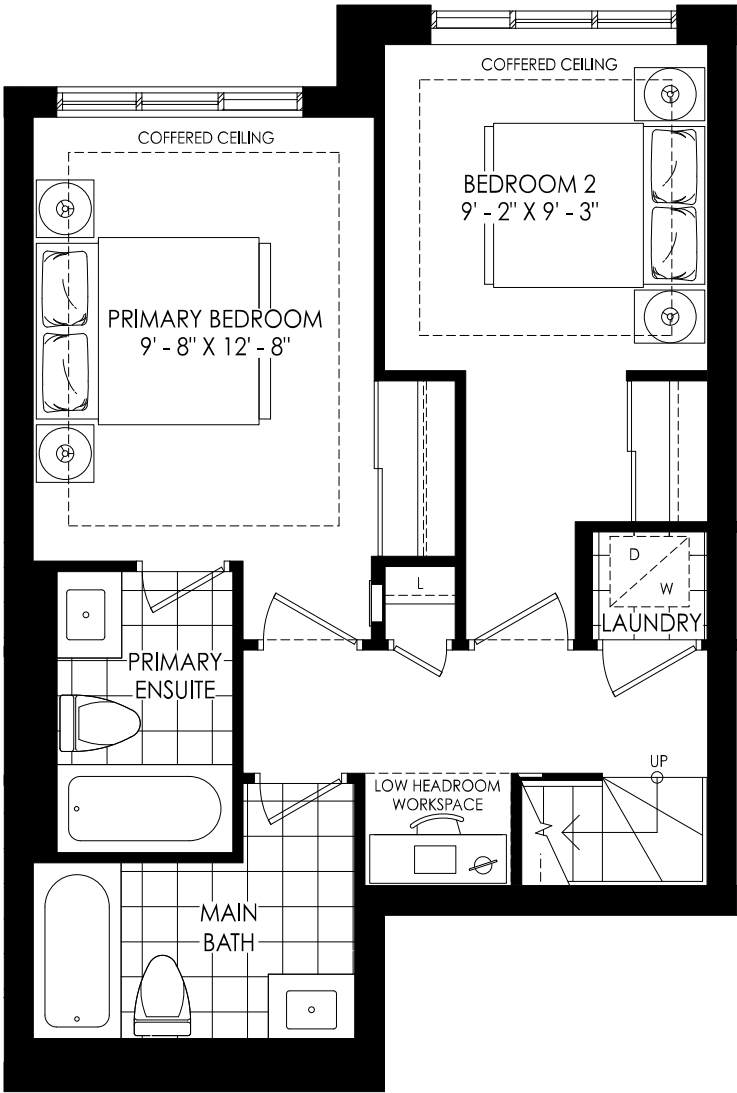 COFFERED CEILING
BEDROOM 2
9' - 2" X 9' - 3"
COFFERED CEILING
PRIMARY BEDROOM
9' - 8" X 12' - 8"
D
W
LAUNDRY
L
PRIMARY
ENSUITE
UP
LOW HEADROOM
WORKSPACE
MAIN
BATH